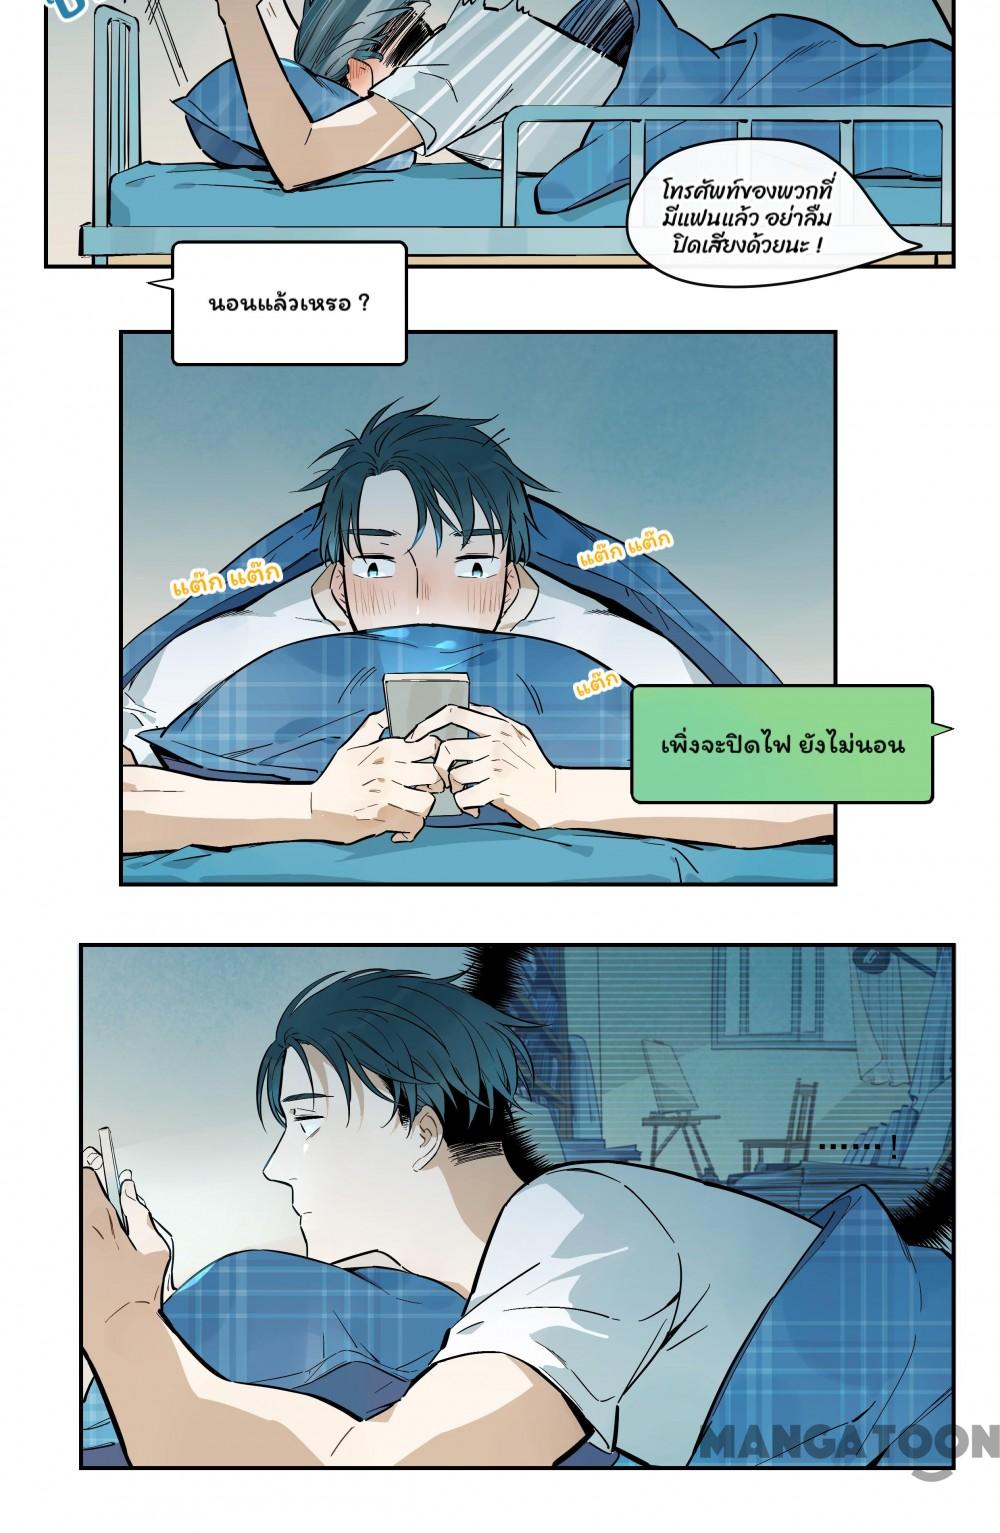 โทรศัพท์ของพวกที่
มีแฟนแล้ว อย่าลืม
ปิดเสียงด้วยนะ !
นอนแล้วเหรอ ?
แต๊ก แต๊ก
แต๊ก แต๊ก
แต๊ก
เพิ่งจะปิดไฟ ยังไม่นอน
……!
MANGATOON